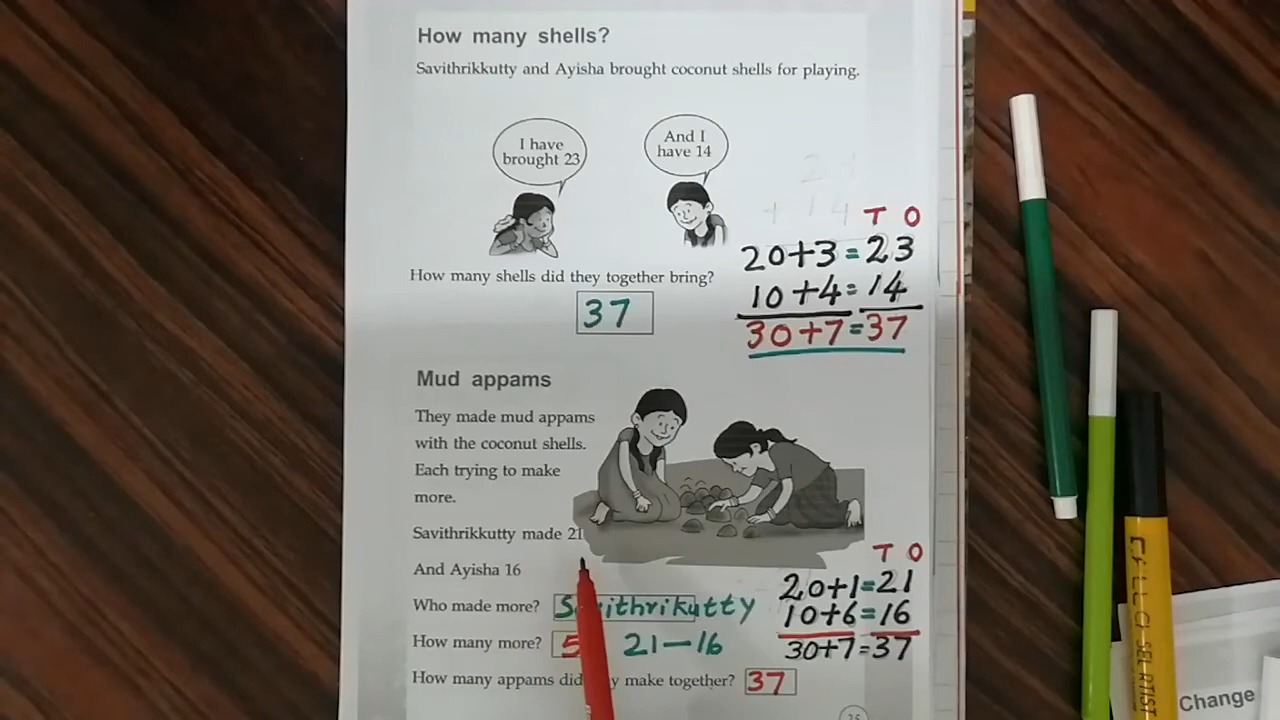 How many shells?
Savithrikkutty and Ayisha brought coconut shells for playing.
I have
brought 23
And I
have 14
T O
20+3=23
10+4=14
30+7=37
How many shells did they together bring?
37
Mud appams
They made mud appams
with the coconut shells.
Each trying to make
more.
Savithrikkutty made 21
And Ayisha 16
T O
20+1=21
10+6=16
30+7=37
Who made more?
How many more? 5 21-16
How many appams make together? 37
Change